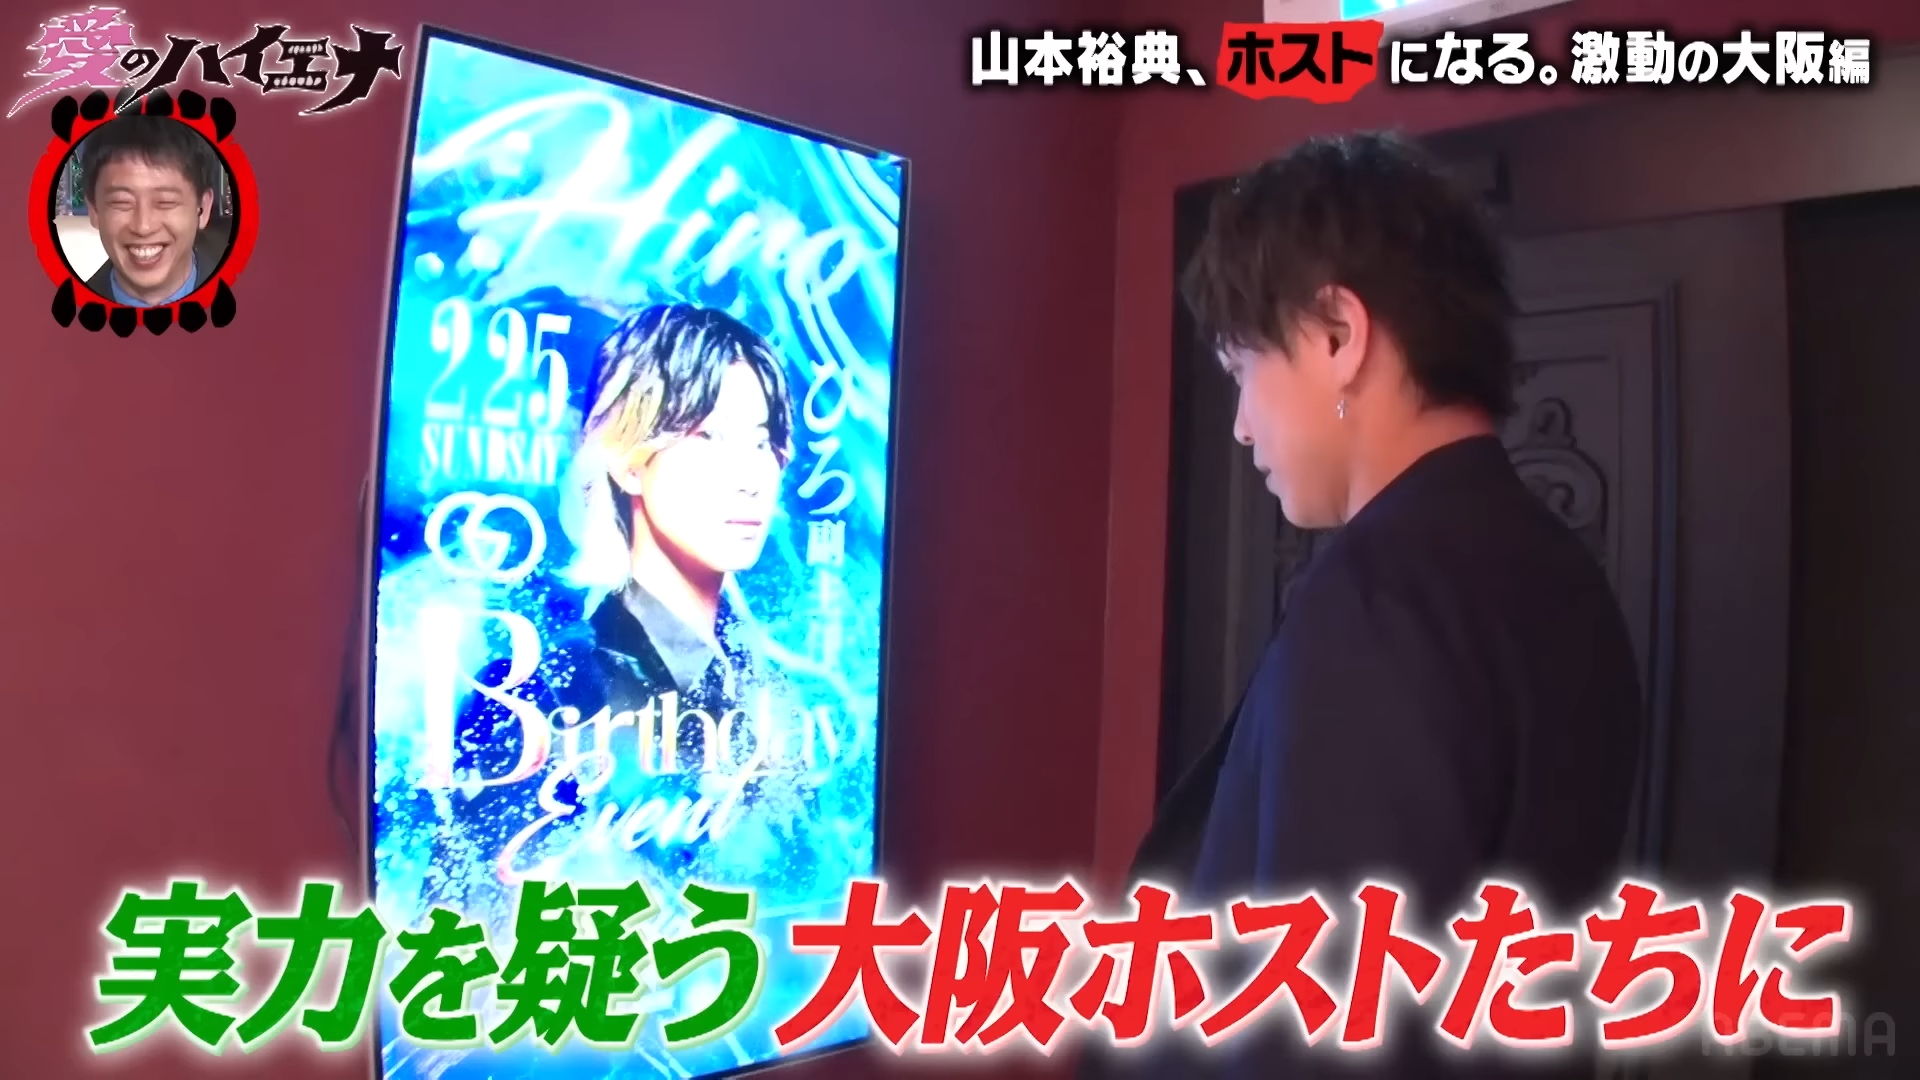 愛のハイエナ
山本裕典、ホストになる。激動の大阪編
Hiro
2.25
SUNDSAY
ひろ
Birthday
Event
実力を疑う大阪ホストたちに
ABEMA